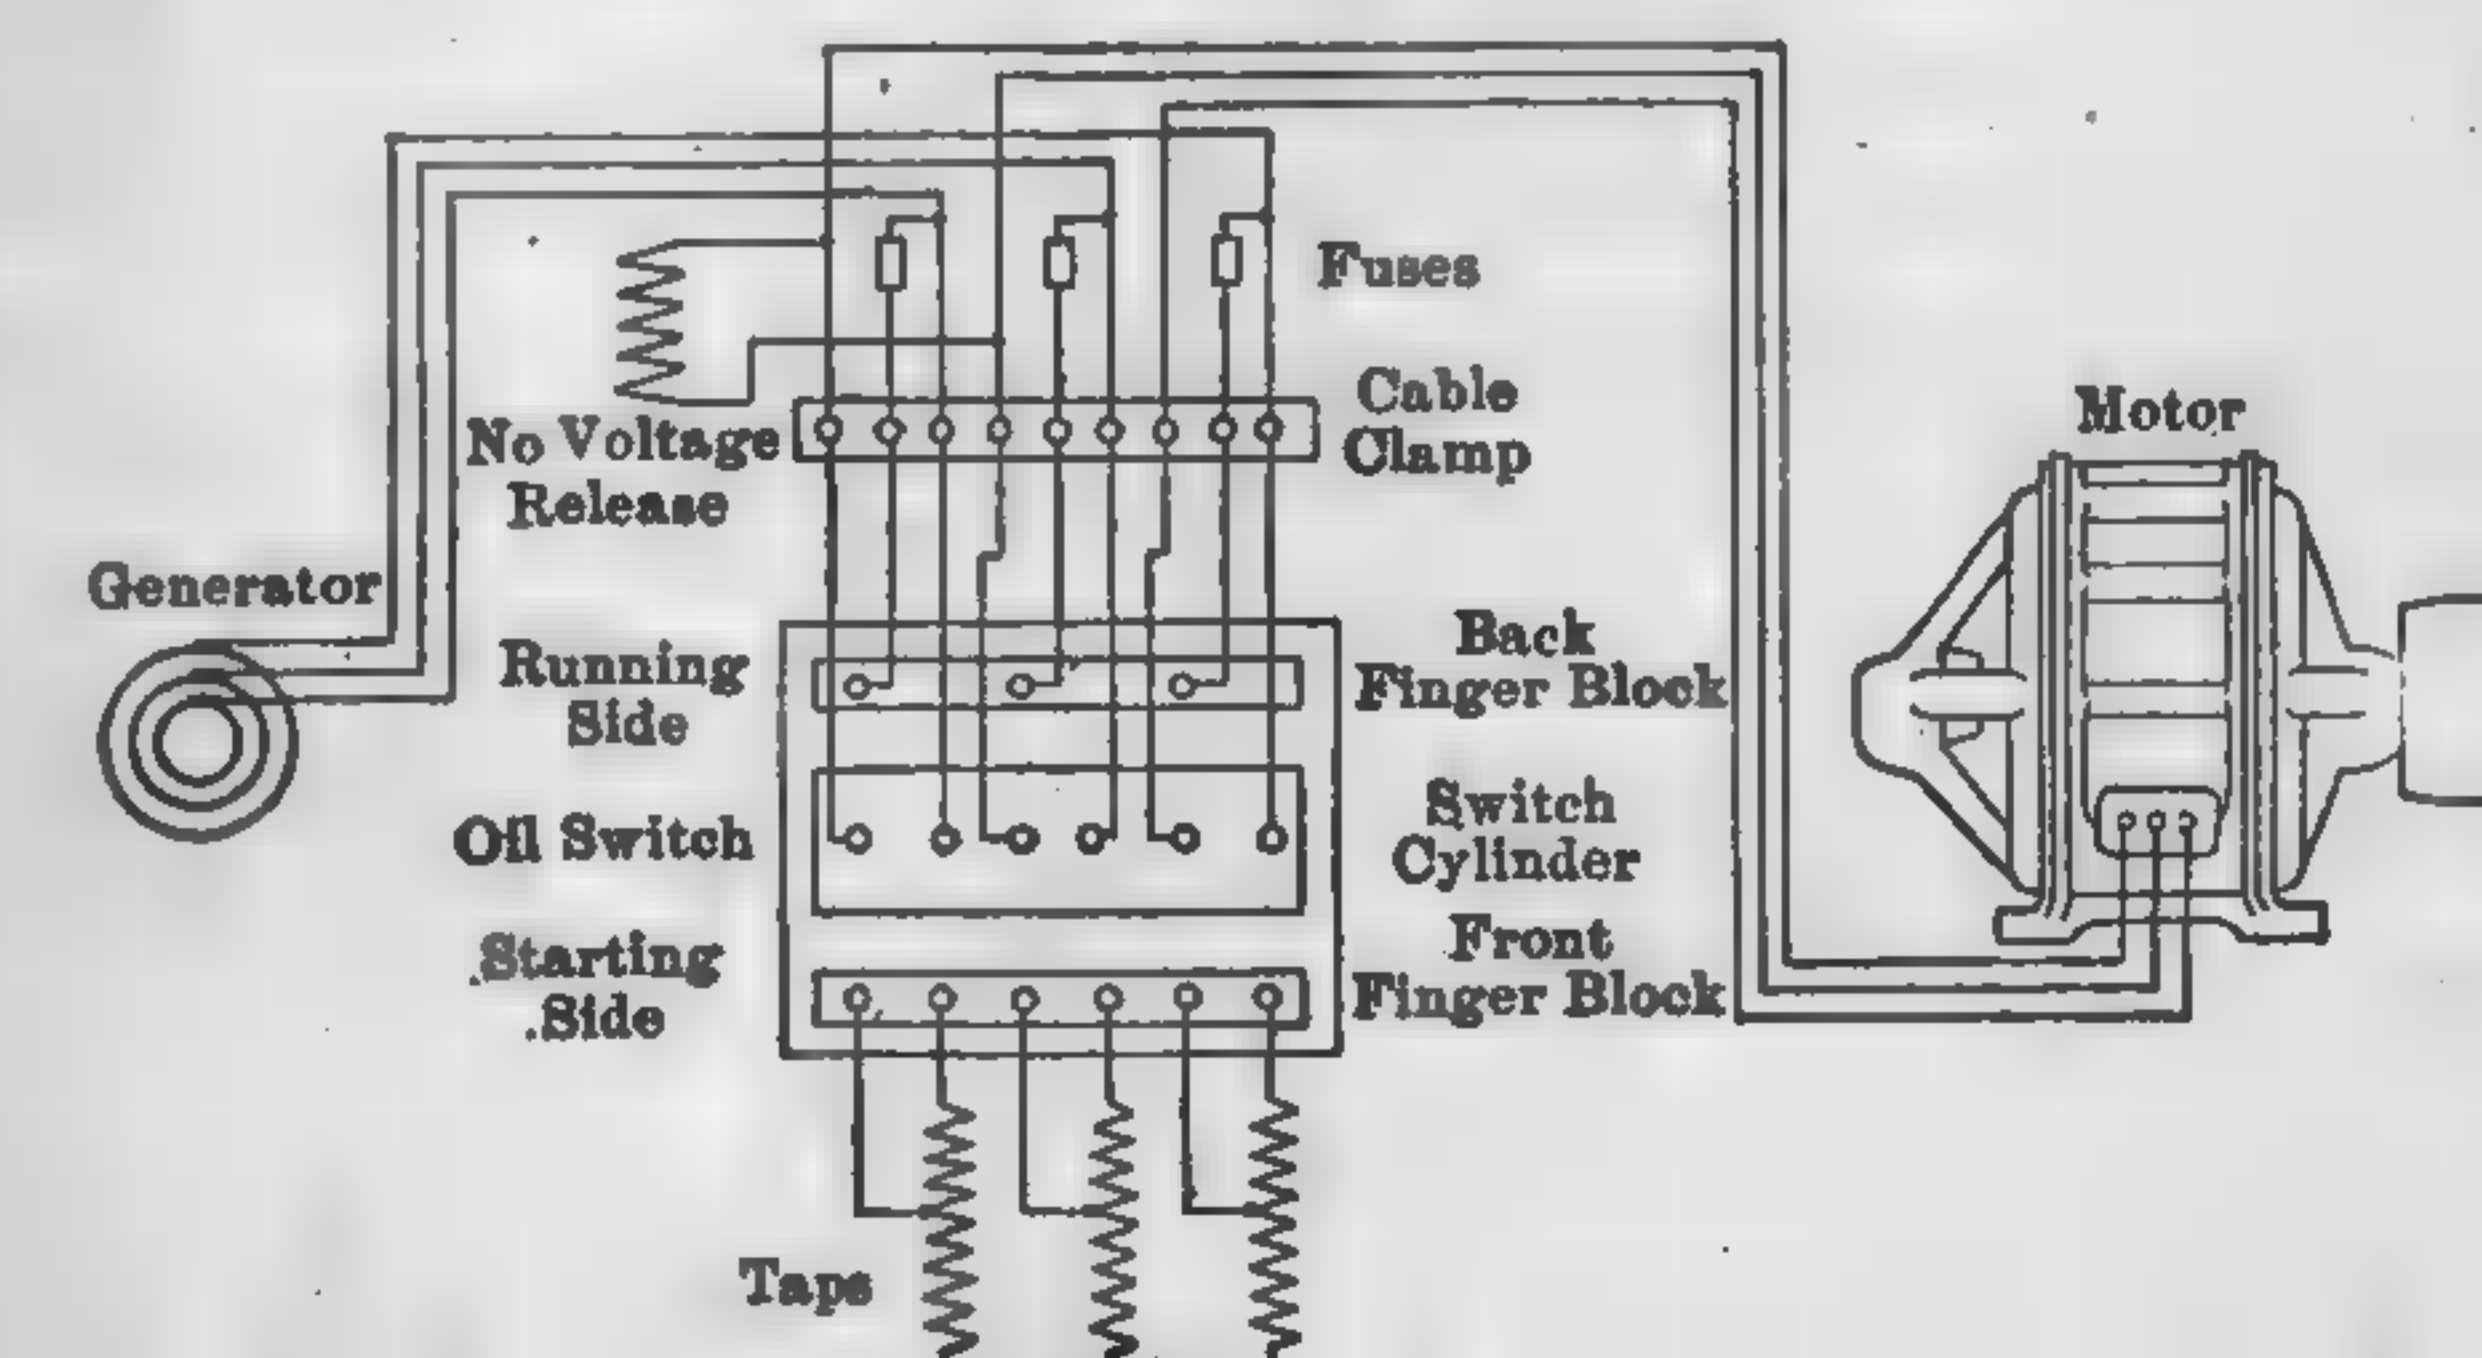 Fuses
Cable
Clamp
Motor
No Voltage
Release
Generator
Running
Side
Back
Finger Block
Oil Switch
Switch
Cylinder
Starting
Side
Front
Finger Block
Taps